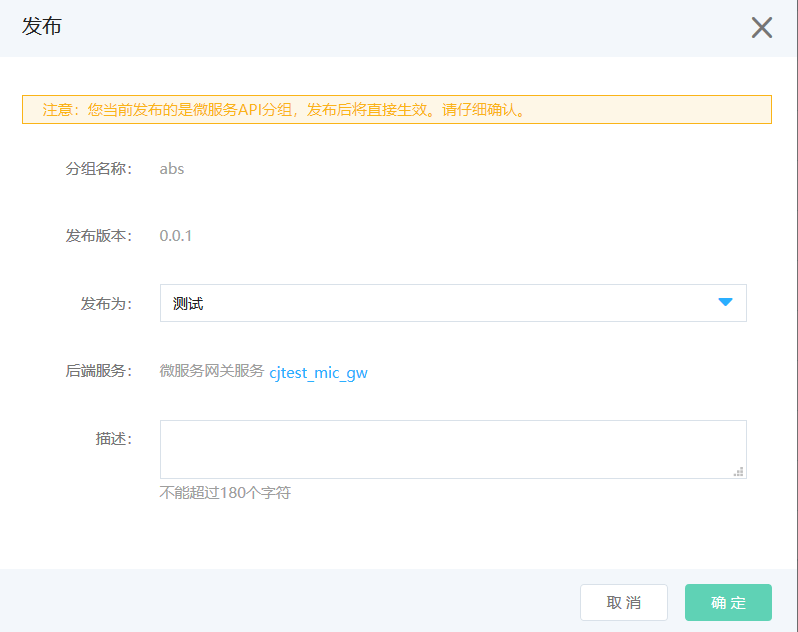 发布
注意：您当前发布的是微服务API分组，发布后将直接生效。请仔细确认。
分组名称： abs
发布版本： 0.0.1
发布为： 测试
后端服务： 微服务网关服务 cjtest_mic_gw
描述：
不能超过180个字符
取 消 确 定